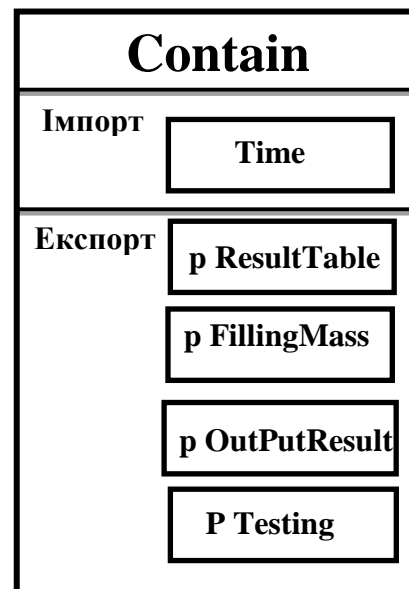 Contain
Імпорт
Time
Експорт
p ResultTable
p FillingMass
p OutPutResult
P Testing